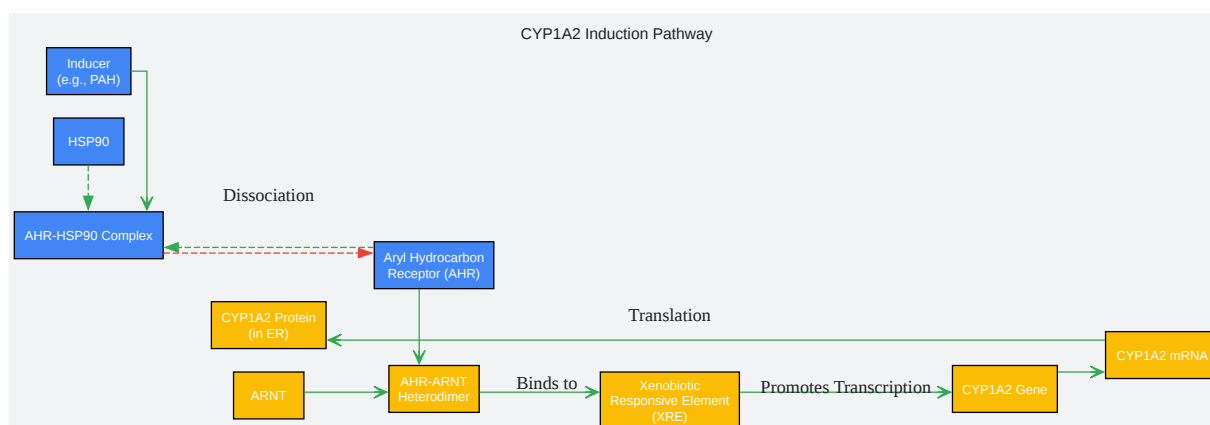 CYP1A2 Induction Pathway
Inducer
(e.g., PAH)
HSP90
Dissociation
AHR-HSP90 Complex
Aryl Hydrocarbon
Receptor (AHR)
CYP1A2 Protein
(in ER)
Translation
CYP1A2 mRNA
ARNT
AHR-ARNT
Heterodimer
Binds to
Xenobiotic
Responsive Element
(XRE)
Promotes Transcription
CYP1A2 Gene